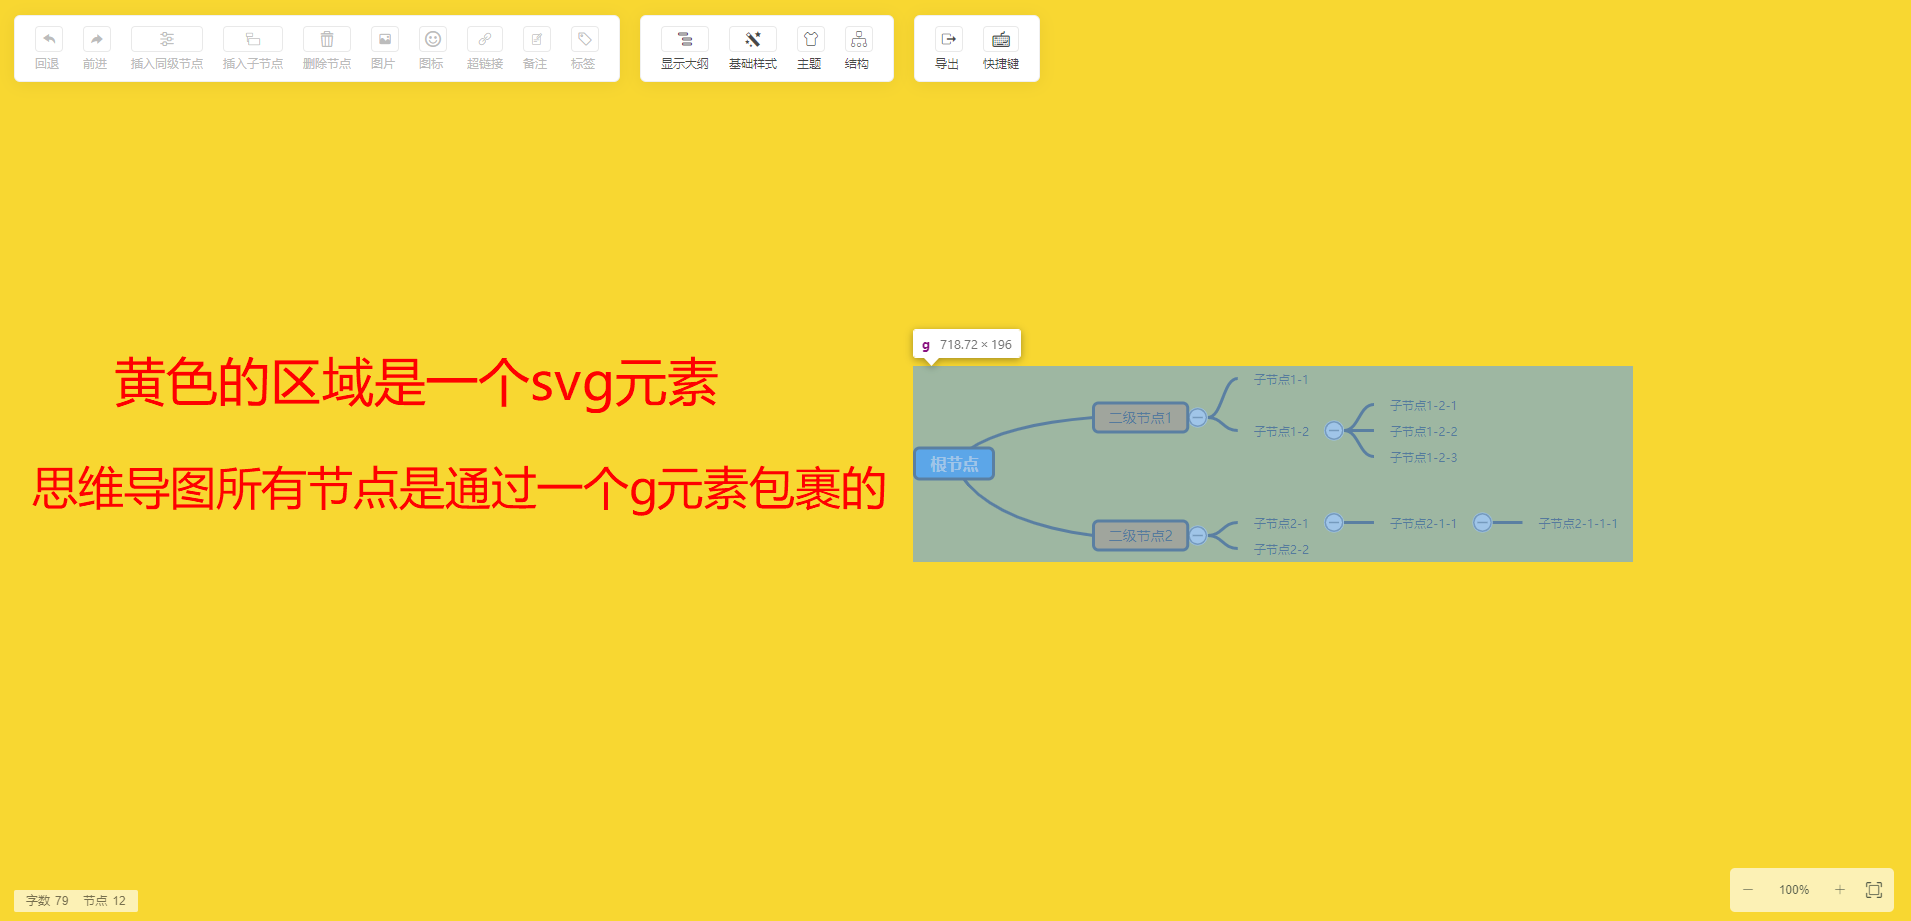 回退 前进 插入同级节点 插入子节点 删除节点 图片 图标 超链接 备注 标签 显示大纲 基础样式 主题 结构 导出 快捷键
g 718.72 × 196
黄色的区域是一个svg元素
思维导图所有节点是通过一个g元素包裹的
子节点1-1
子节点1-2-1
二级节点1
子节点1-2 子节点1-2-2
子节点1-2-3
根节点
子节点2-1 子节点2-1-1 子节点2-1-1-1
二级节点2
子节点2-2
字数 79 节点 12
100%